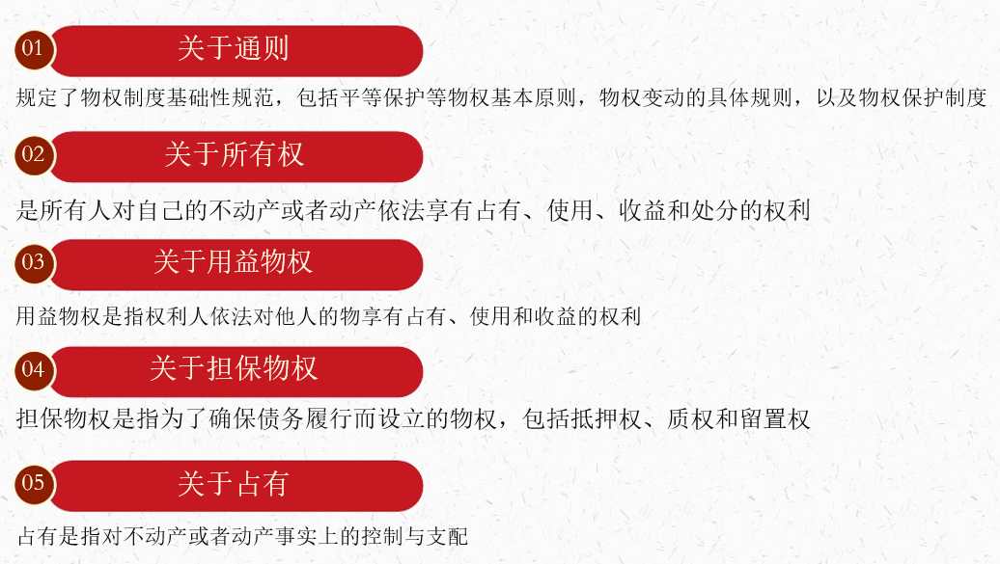 01 关于通则
规定了物权制度基础性规范，包括平等保护等物权基本原则，物权变动的具体规则，以及物权保护制度
02 关于所有权
是所有人对自己的不动产或者动产依法享有占有、使用、收益和处分的权利
03 关于用益物权
用益物权是指权利人依法对他人的物享有占有、使用和收益的权利
04 关于担保物权
担保物权是指为了确保债务履行而设立的物权，包括抵押权、质权和留置权
05 关于占有
占有是指对不动产或者动产事实上的控制与支配